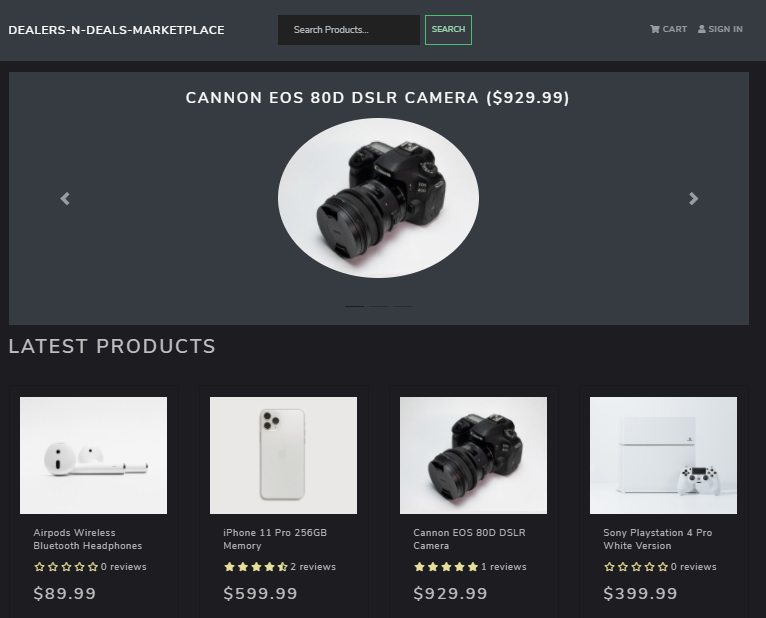 DEALERS-N-DEALS-MARKETPLACE
Search Products...
SEARCH
CART
SIGN IN
CANNON EOS 80D DSLR CAMERA ($929.99)
LATEST PRODUCTS
Airpods Wireless
Bluetooth Headphones
0 reviews
$89.99
iPhone 11 Pro 256GB
Memory
2 reviews
$599.99
Cannon EOS 80D DSLR
Camera
1 reviews
$929.99
Sony Playstation 4 Pro
White Version
0 reviews
$399.99